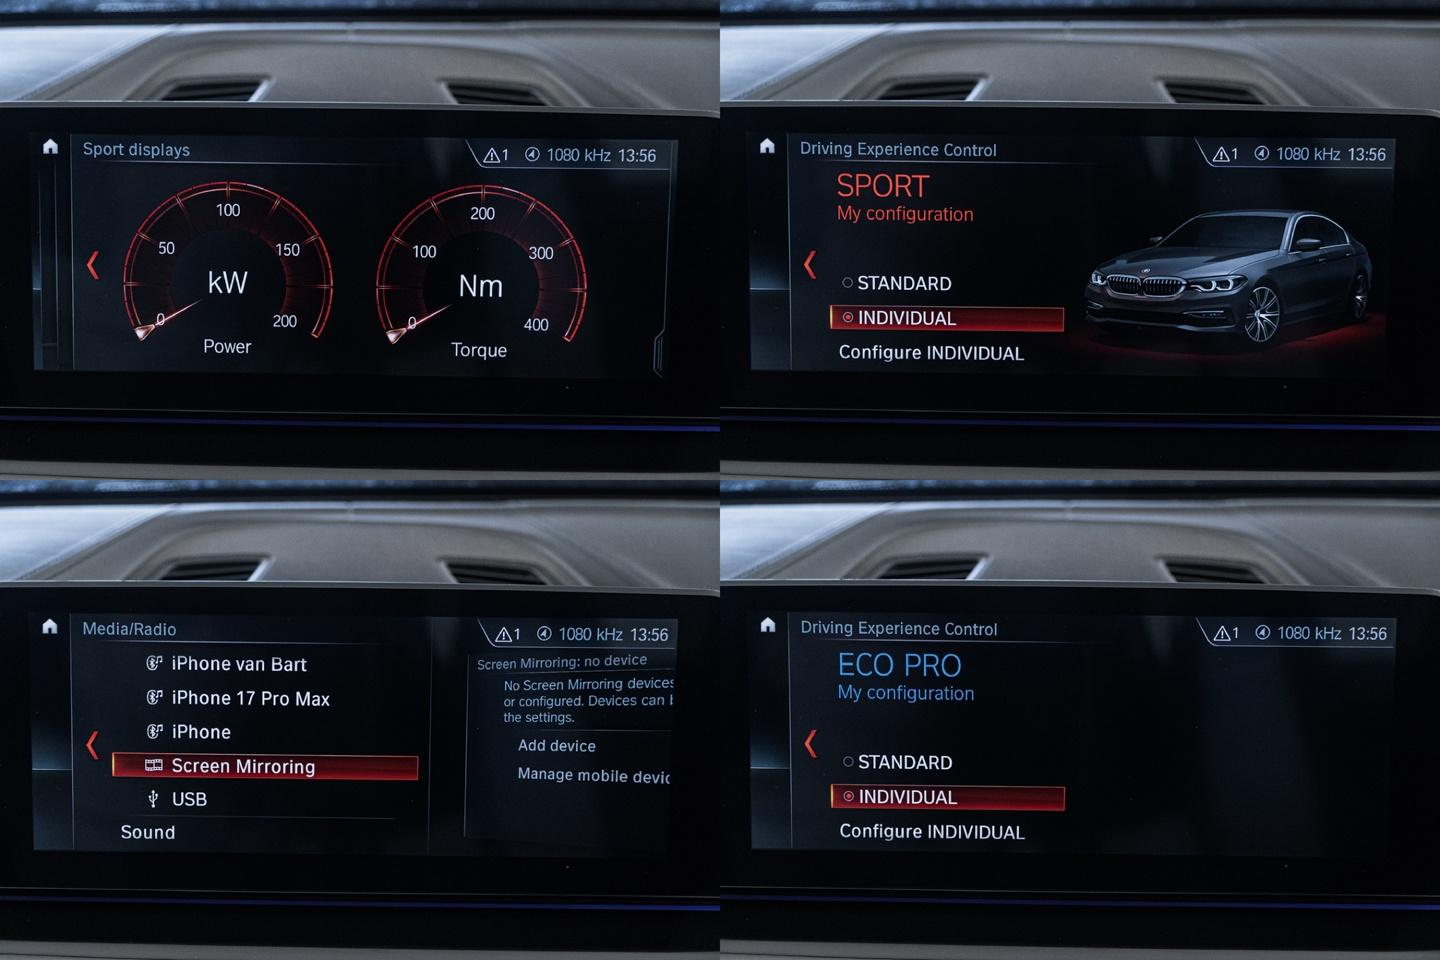 Sport displays
1 1080 kHz 13:56
100
50
150
kW
0
200
Power
200
100
300
Nm
0
400
Torque
Driving Experience Control
1 1080 kHz 13:56
SPORT
My configuration
STANDARD
INDIVIDUAL
Configure INDIVIDUAL
Media/Radio
1 1080 kHz 13:56
iPhone van Bart
iPhone 17 Pro Max
iPhone
Screen Mirroring
USB
Sound
Screen Mirroring: no device
No Screen Mirroring devices
or configured. Devices can b
the settings.
Add device
Manage mobile devic
Driving Experience Control
1 1080 kHz 13:56
ECO PRO
My configuration
STANDARD
INDIVIDUAL
Configure INDIVIDUAL